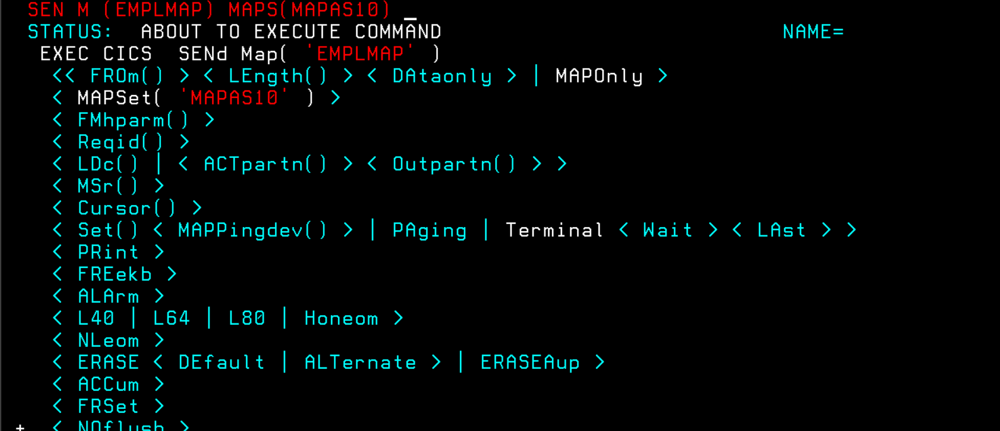 SEN M (EMPLMAP) MAPS(MAPAS10) _
STATUS:  ABOUT TO EXECUTE COMMAND                           NAME=
EXEC CICS  SENd Map( 'EMPLMAP' )
<< FROm() > < LEngth() > < DAtaonly > | MAPOnly >
< MAPSet( 'MAPAS10' ) >
< FMhparm() >
< Reqid() >
< LDc() | < ACTpartn() > < Outpartn() > >
< MSr() >
< Cursor() >
< Set() < MAPPingdev() > | PAging | Terminal < Wait > < LAst > >
< PRint >
< FREekb >
< ALArm >
< L40 | L64 | L80 | Honeom >
< NLeom >
< ERASE < DEfault | ALTernate > | ERASEAup >
< ACCum >
< FRSet >
+ < NOflush >